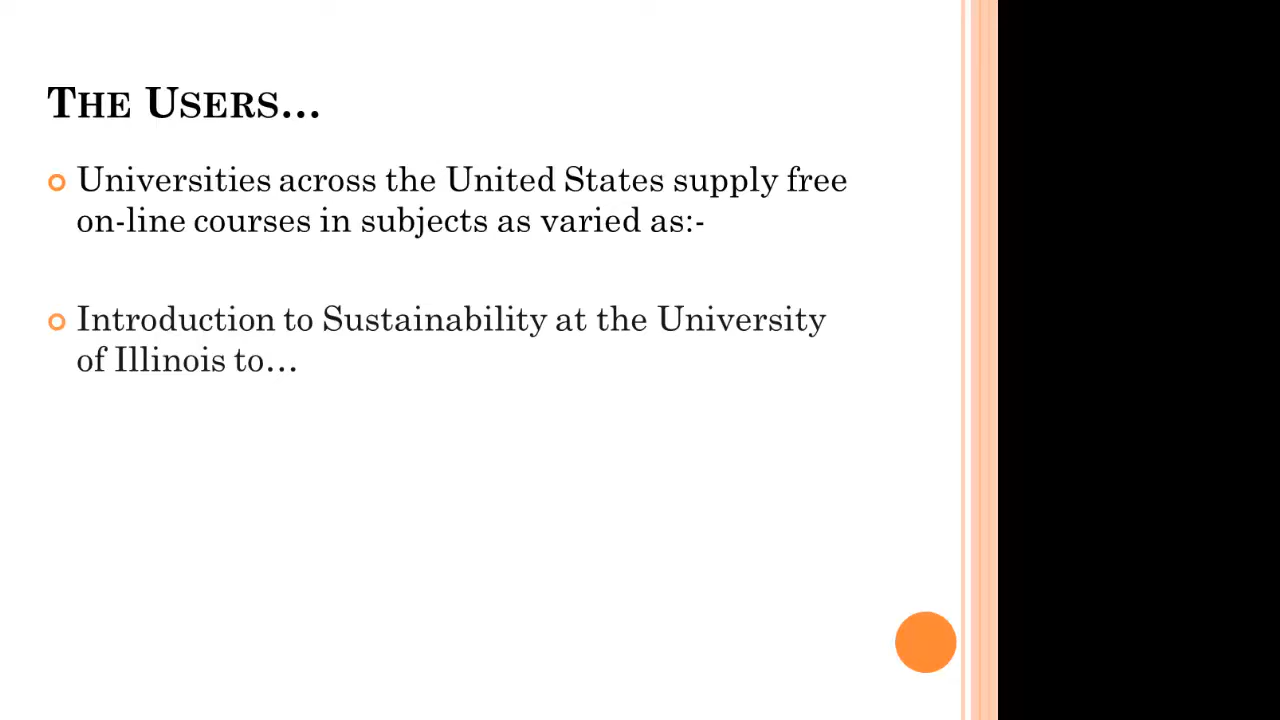 The Users...
Universities across the United States supply free
on-line courses in subjects as varied as:-
Introduction to Sustainability at the University
of Illinois to...